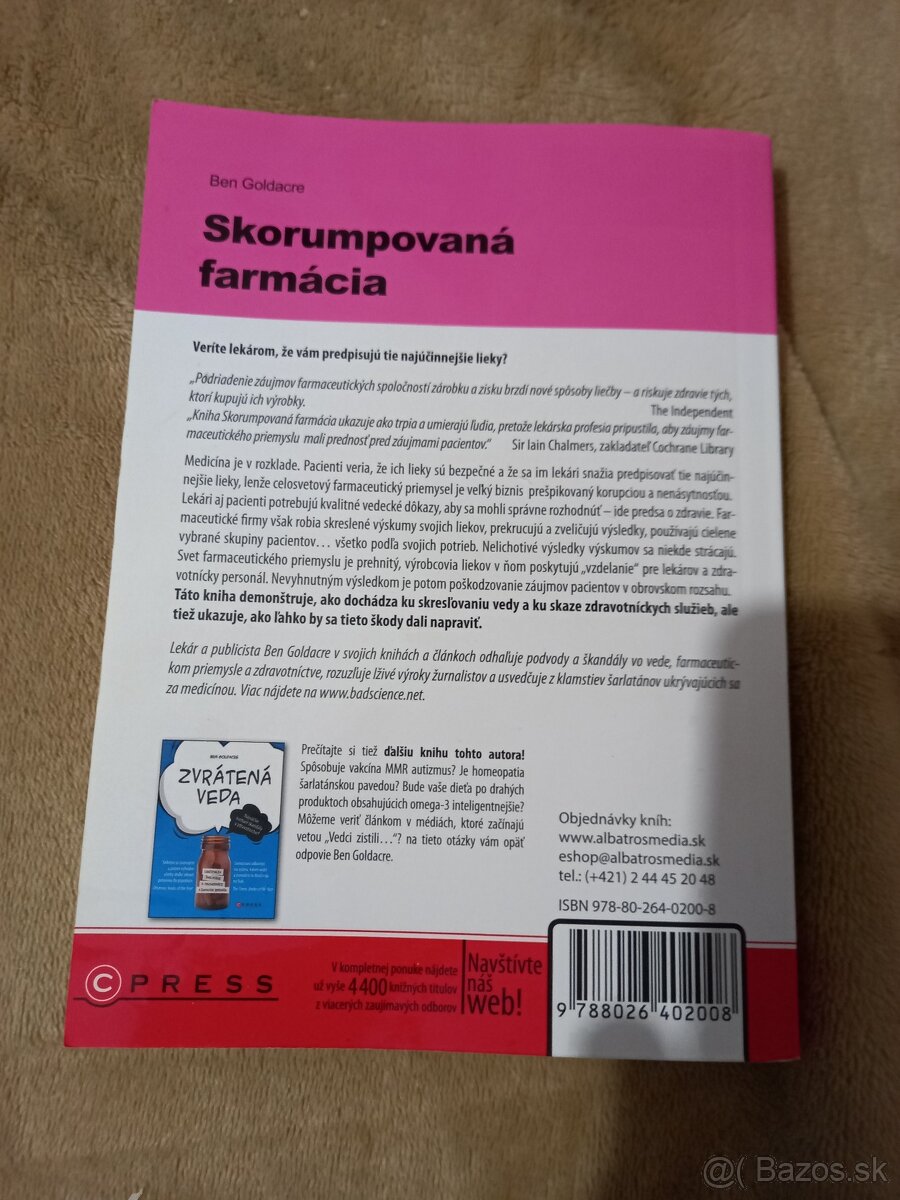 Ben Goldacre
Skorumpovaná
farmácia
Veríte lekárom, že vám predpisujú tie najúčinnejšie lieky?
„Podriadenie záujmov farmaceutických spoločností zárobku a zisku brzdí nové spôsoby liečby – a riskuje zdravie tých,
ktorí kupujú ich výrobky.
The Independent
„Kniha Skorumpovaná farmácia ukazuje ako trpia a umierajú ľudia, pretože lekárska profesia pripustila, aby záujmy far-
maceutického priemyslu mali prednosť pred záujmami pacientov.“ Sir Iain Chalmers, zakladateľ Cochrane Library
Medicína je v rozklade. Pacienti veria, že ich lieky sú bezpečné a že sa im lekári snažia predpisovať tie najúčin-
nejšie lieky, lenže celosvetový farmaceutický priemysel je veľký biznis prešpikovaný korupciou a nenásytnosťou.
Lekári aj pacienti potrebujú kvalitné vedecké dôkazy, aby sa mohli správne rozhodnúť – ide predsa o zdravie. Far-
maceutické firmy však robia skreslené výskumy svojich liekov, prekrucujú a zveličujú výsledky, používajú cielene
vybrané skupiny pacientov… všetko podľa svojich potrieb. Nelichotivé výsledky výskumov sa niekde strácajú.
Svet farmaceutického priemyslu je prehnitý, výrobcovia liekov v ňom poskytujú „vzdelanie“ pre lekárov a zdra-
votnícky personál. Nevyhnutným výsledkom je potom poškodzovanie záujmov pacientov v obrovskom rozsahu.
Táto kniha demonštruje, ako dochádza ku skresľovaniu vedy a ku skaze zdravotníckych služieb, ale
tiež ukazuje, ako ľahko by sa tieto škody dali napraviť.
Lekár a publicista Ben Goldacre v svojich knihách a článkoch odhaľuje podvody a škandály vo vede, farmaceutic-
kom priemysle a zdravotníctve, rozuzľuje lživé výroky žurnalistov a usvedčuje z klamstiev šarlatánov ukrývajúcich sa
za medicínou. Viac nájdete na www.badscience.net.
BEN GOLDACRE
ZVRÁTENÁ
VEDA
Prečítajte si tiež ďalšiu knihu tohto autora!
Spôsobuje vakcína MMR autizmus? Je homeopatia
šarlatánskou pavedou? Bude vaše dieťa po drahých
produktoch obsahujúcich omega-3 inteligentnejšie?
Môžeme veriť článkom v médiách, ktoré začínajú
vetou „Vedci zistili…“? na tieto otázky vám opäť
odpovie Ben Goldacre.
Objednávky kníh:
www.albatrosmedia.sk
eshop@albatrosmedia.sk
tel.: (+421) 2 44 45 20 48
ISBN 978-80-264-0200-8
C PRESS
V kompletnej ponuke nájdete
už vyše 4 400 knižných titulov
z viacerých zaujímavých odborov
Navštívte
náš
web!
9 788026 402008
@( Bazos.sk